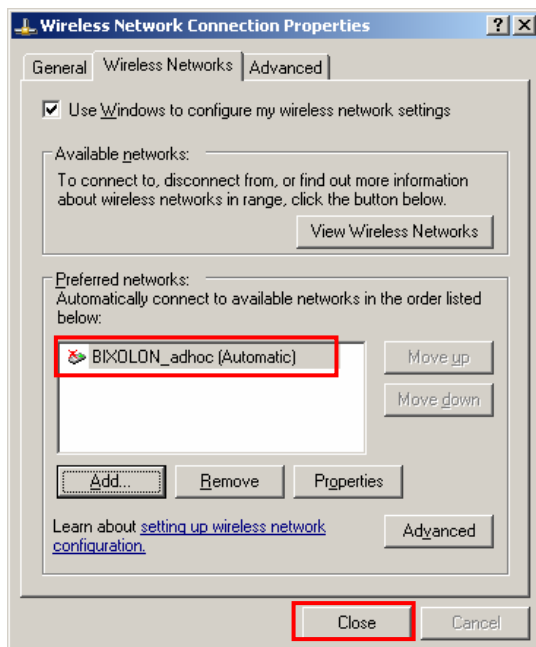 Wireless Network Connection Properties
General Wireless Networks Advanced
Use Windows to configure my wireless network settings
Available networks:
To connect to, disconnect from, or find out more information
about wireless networks in range, click the button below.
View Wireless Networks
Preferred networks:
Automatically connect to available networks in the order listed
below:
BIXOLON_adhoc (Automatic)
Move up
Move down
Add... Remove Properties
Learn about setting up wireless network
configuration.
Advanced
Close Cancel